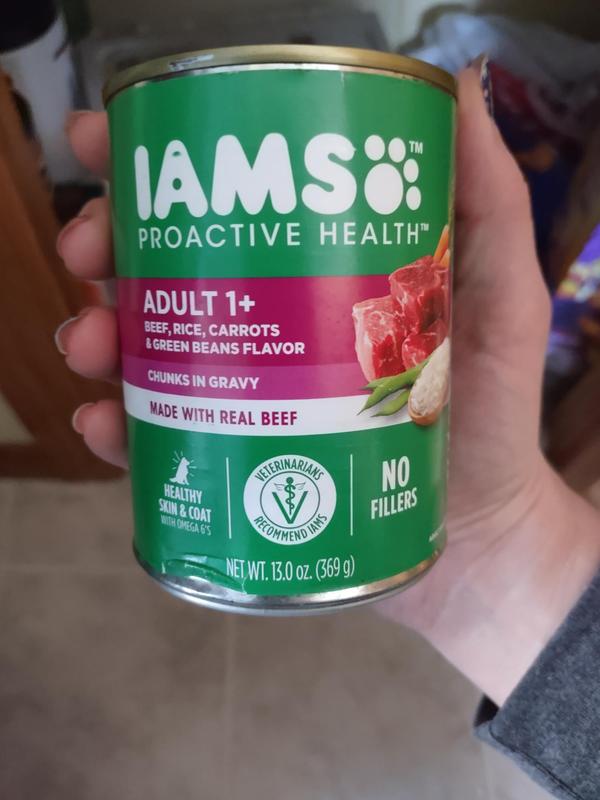 IAMS™
PROACTIVE HEALTH™
ADULT 1+
BEEF, RICE, CARROTS
& GREEN BEANS FLAVOR
CHUNKS IN GRAVY
MADE WITH REAL BEEF
HEALTHY
SKIN & COAT
WITH OMEGA 6'S
VETERINARIANS
RECOMMEND IAMS
NO
FILLERS
NET WT. 13.0 oz. (369 g)